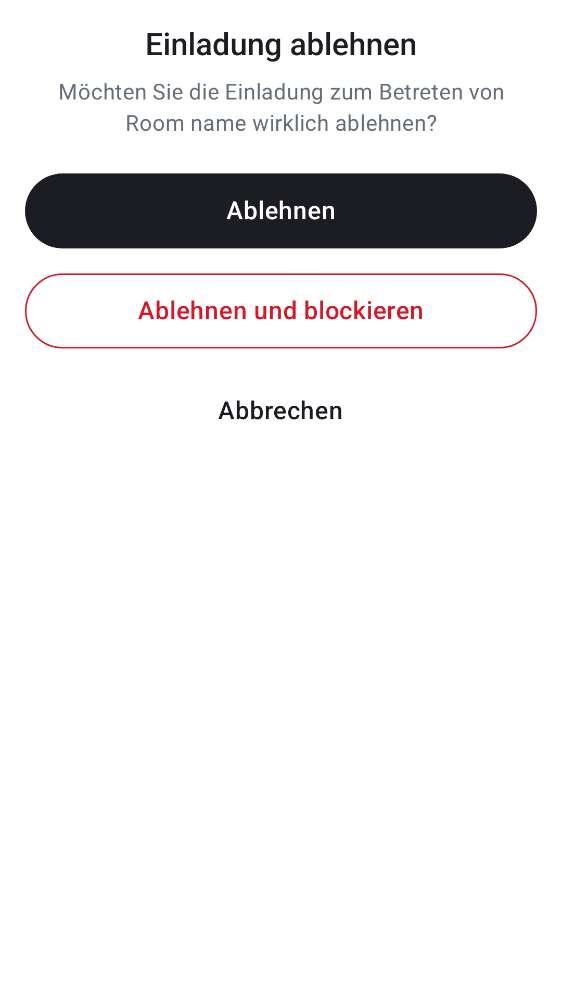 Einladung ablehnen
Möchten Sie die Einladung zum Betreten von
Room name wirklich ablehnen?
Ablehnen
Ablehnen und blockieren
Abbrechen